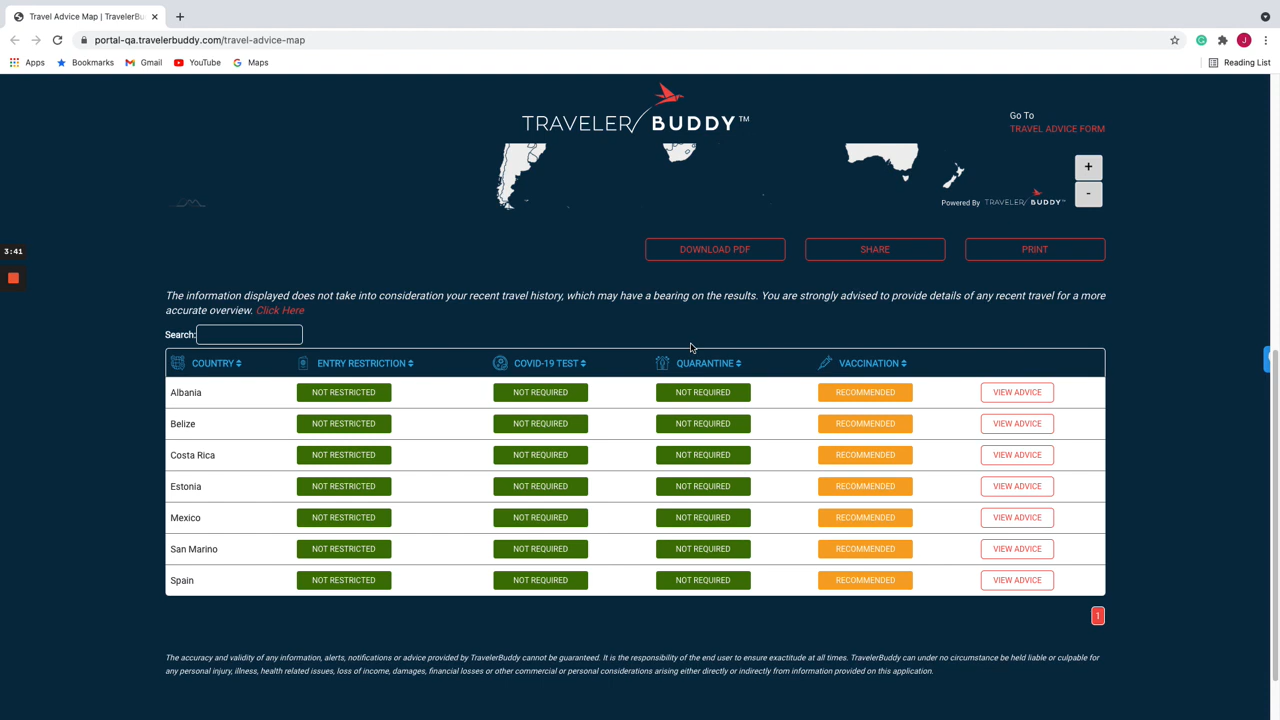 Travel Advice Map | TravelerBu
portal-qa.travelerbuddy.com/travel-advice-map
J
Apps Bookmarks Gmail YouTube Maps Reading List
TRAVELER BUDDY™
Go To
TRAVEL ADVICE FORM
+
-
Powered By TRAVELER BUDDY™
3:41
DOWNLOAD PDF SHARE PRINT
The information displayed does not take into consideration your recent travel history, which may have a bearing on the results. You are strongly advised to provide details of any recent travel for a more
accurate overview. Click Here
Search:
COUNTRY ENTRY RESTRICTION COVID-19 TEST QUARANTINE VACCINATION
Albania NOT RESTRICTED NOT REQUIRED NOT REQUIRED RECOMMENDED VIEW ADVICE
Belize NOT RESTRICTED NOT REQUIRED NOT REQUIRED RECOMMENDED VIEW ADVICE
Costa Rica NOT RESTRICTED NOT REQUIRED NOT REQUIRED RECOMMENDED VIEW ADVICE
Estonia NOT RESTRICTED NOT REQUIRED NOT REQUIRED RECOMMENDED VIEW ADVICE
Mexico NOT RESTRICTED NOT REQUIRED NOT REQUIRED RECOMMENDED VIEW ADVICE
San Marino NOT RESTRICTED NOT REQUIRED NOT REQUIRED RECOMMENDED VIEW ADVICE
Spain NOT RESTRICTED NOT REQUIRED NOT REQUIRED RECOMMENDED VIEW ADVICE
1
The accuracy and validity of any information, alerts, notifications or advice provided by TravelerBuddy cannot be guaranteed. It is the responsibility of the end user to ensure exactitude at all times. TravelerBuddy can under no circumstance be held liable or culpable for
any personal injury, illness, health related issues, loss of income, damages, financial losses or other commercial or personal considerations arising either directly or indirectly from information provided on this application.